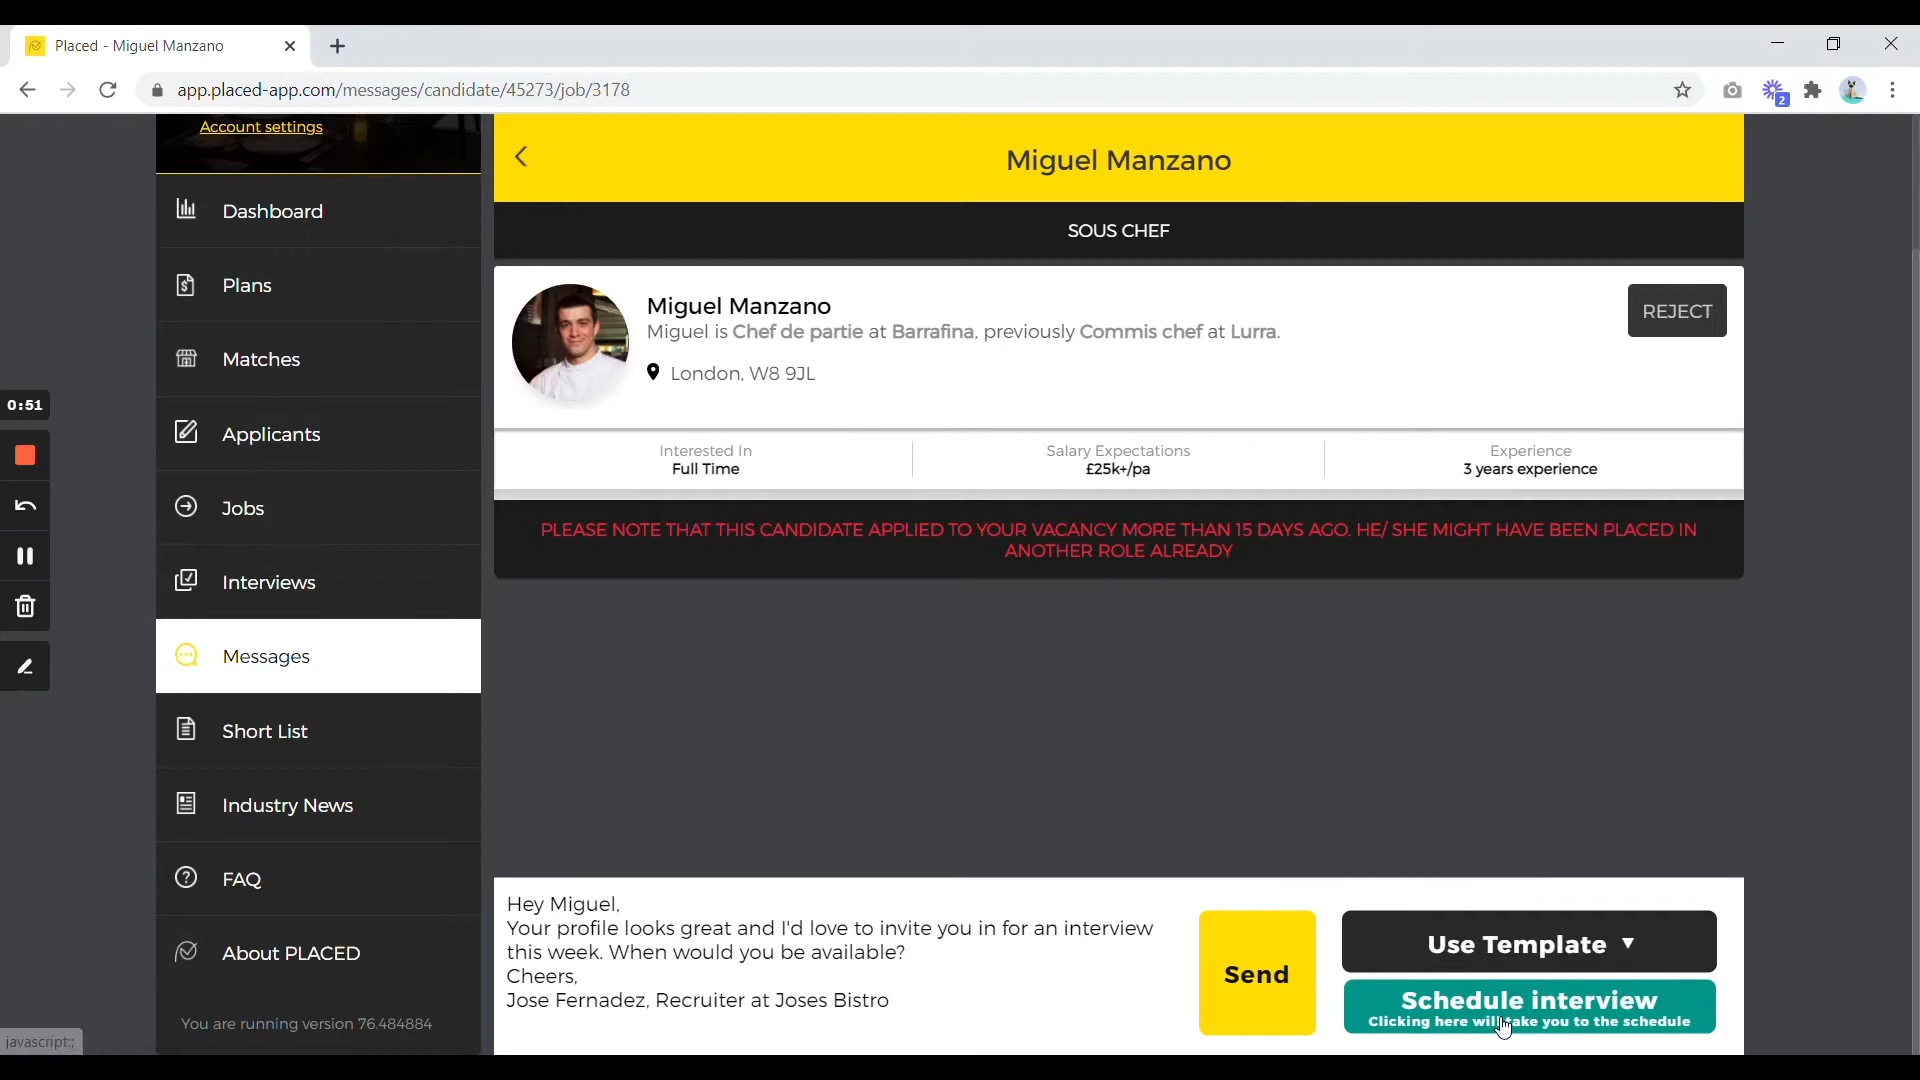 Placed - Miguel Manzano
app.placed-app.com/messages/candidate/45273/job/3178
2
Account settings
Dashboard
Plans
Matches
Applicants
Jobs
Interviews
Messages
Short List
Industry News
FAQ
About PLACED
You are running version 76.484884
0:51
javascript:;
Miguel Manzano
SOUS CHEF
Miguel Manzano
Miguel is Chef de partie at Barrafina, previously Commis chef at Lurra.
London, W8 9JL
REJECT
Interested In
Full Time
Salary Expectations
£25k+/pa
Experience
3 years experience
PLEASE NOTE THAT THIS CANDIDATE APPLIED TO YOUR VACANCY MORE THAN 15 DAYS AGO. HE/ SHE MIGHT HAVE BEEN PLACED IN
ANOTHER ROLE ALREADY
Hey Miguel,
Your profile looks great and I'd love to invite you in for an interview
this week. When would you be available?
Cheers,
Jose Fernadez, Recruiter at Joses Bistro
Send
Use Template ▼
Schedule interview
Clicking here will take you to the schedule